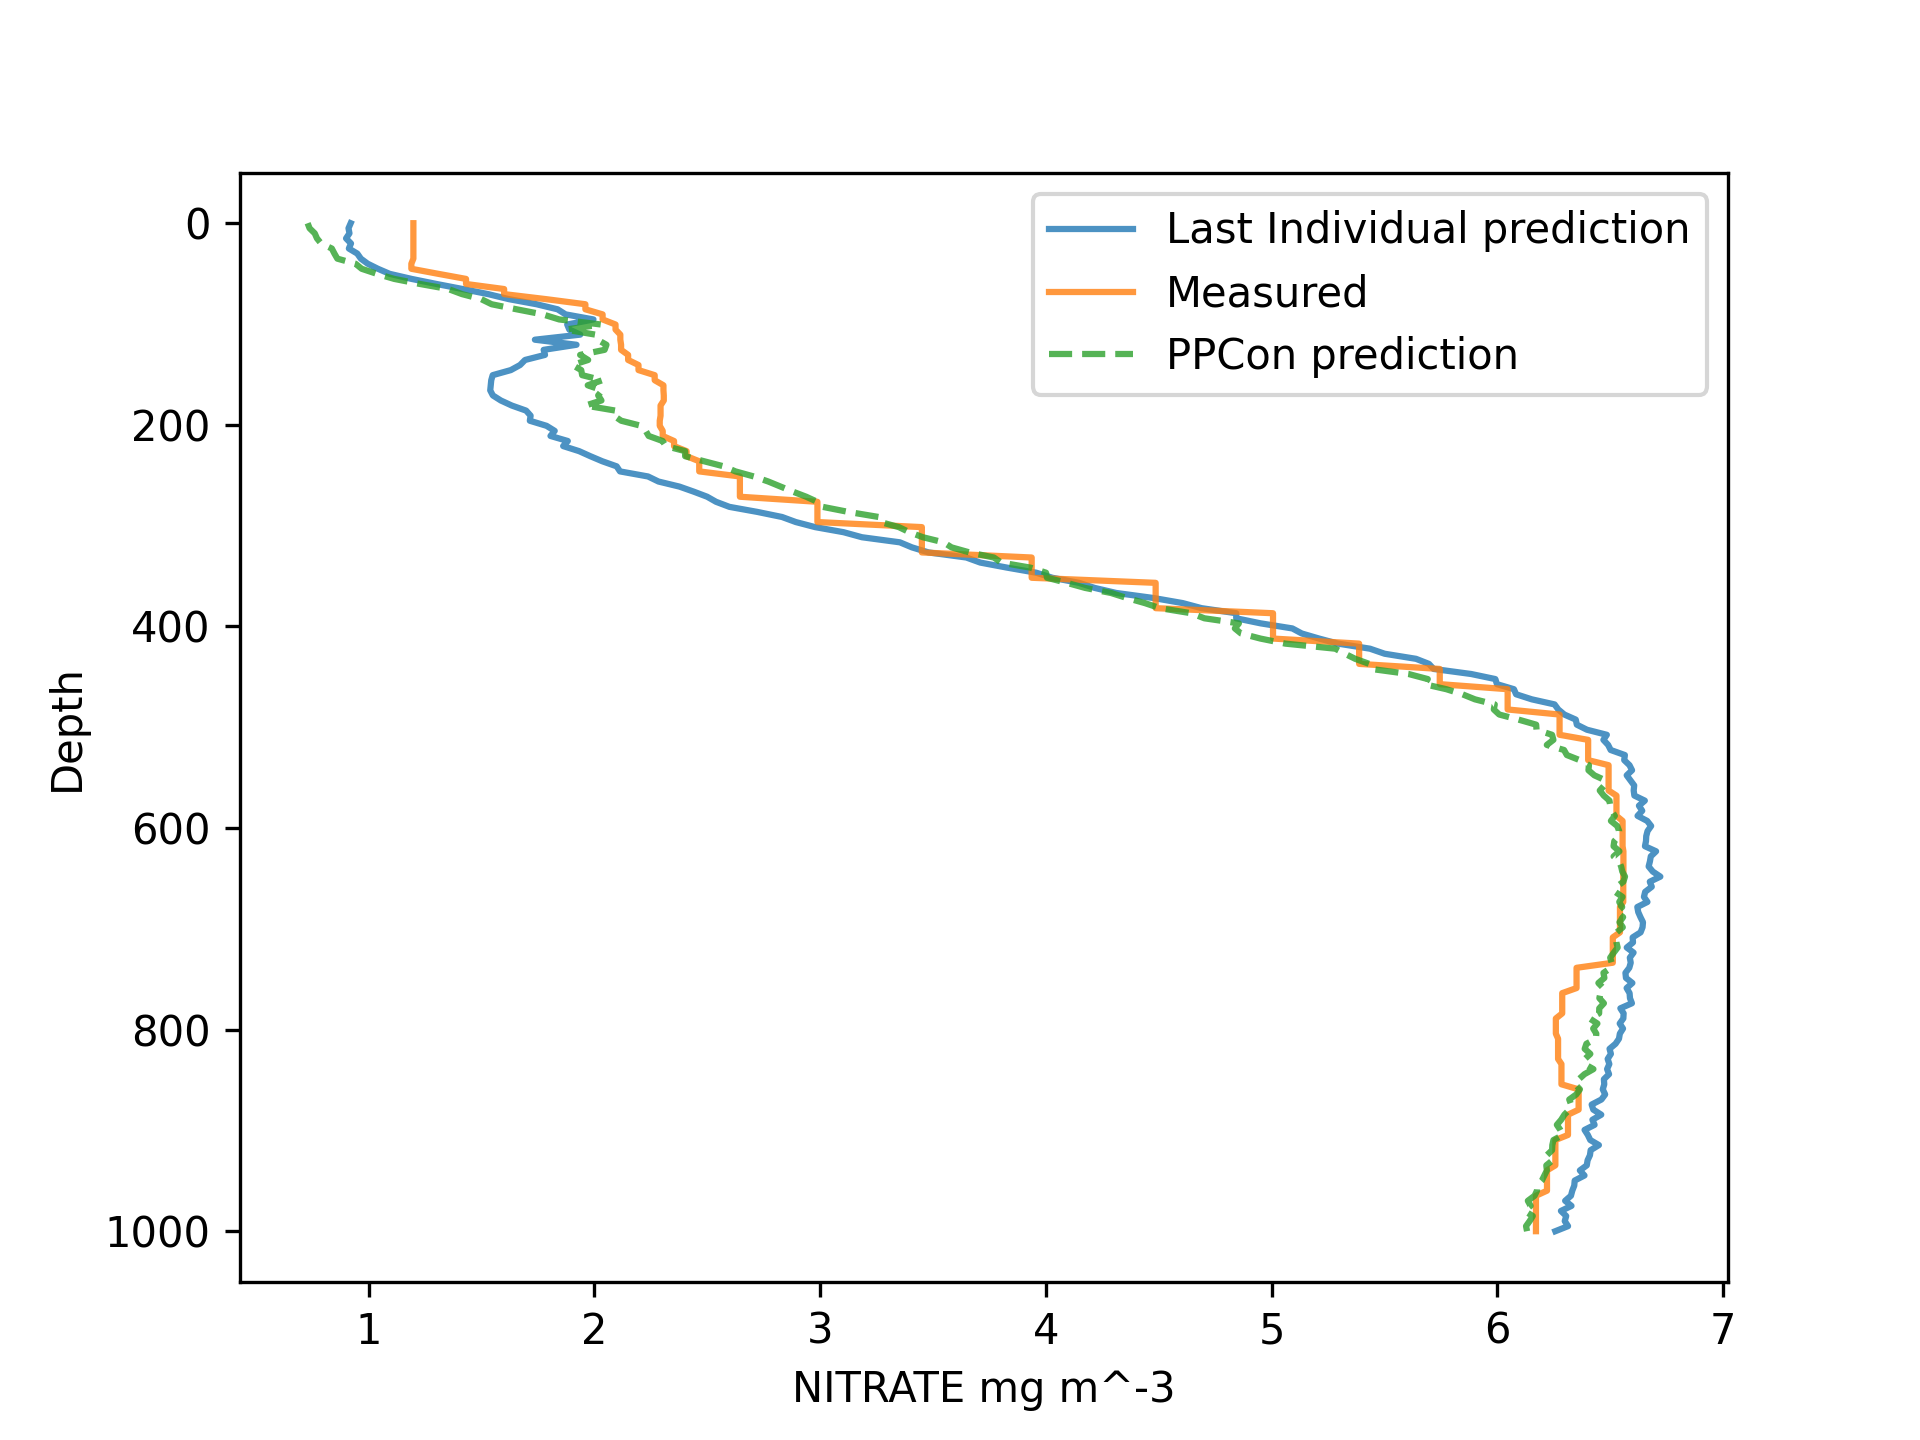 Last Individual prediction
Measured
PPCon prediction
0
200
400
600
800
1000
Depth
1 2 3 4 5 6 7
NITRATE mg m^-3